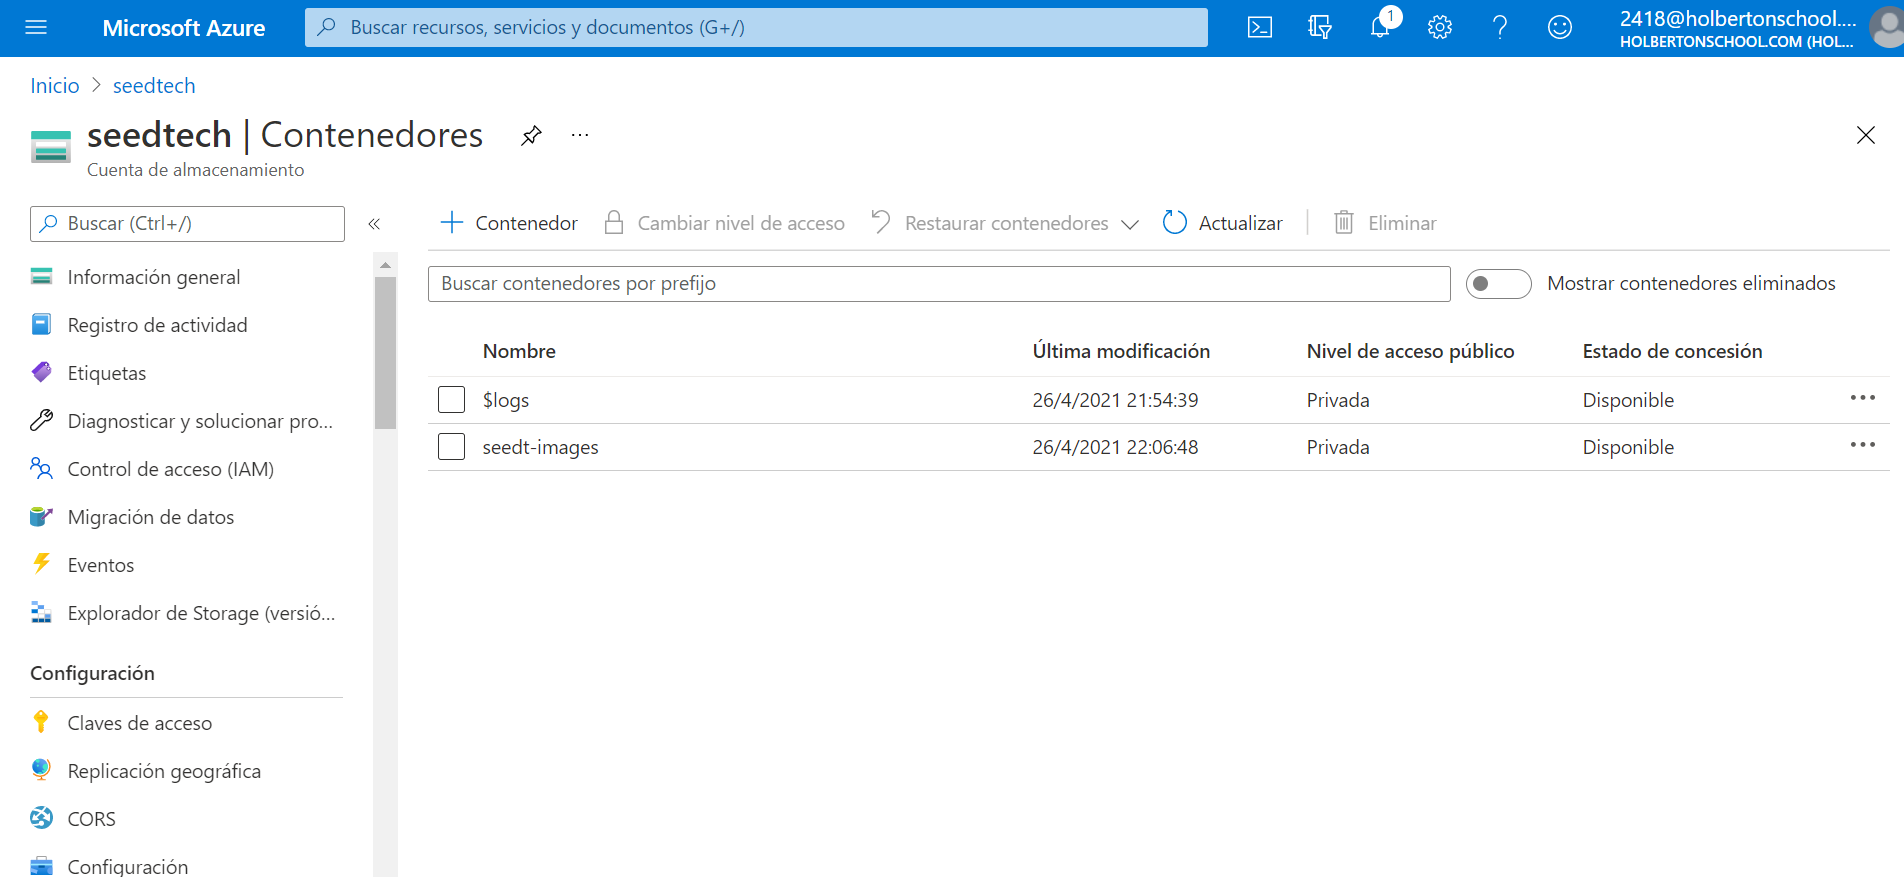 Microsoft Azure
Buscar recursos, servicios y documentos (G+/)
1
2418@holbertonschool....
HOLBERTONSCHOOL.COM (HOL...
Inicio > seedtech
seedtech | Contenedores
Cuenta de almacenamiento
Buscar (Ctrl+/)
Información general
Registro de actividad
Etiquetas
Diagnosticar y solucionar pro...
Control de acceso (IAM)
Migración de datos
Eventos
Explorador de Storage (versió...
Configuración
Claves de acceso
Replicación geográfica
CORS
Configuración
Contenedor Cambiar nivel de acceso Restaurar contenedores Actualizar Eliminar
Buscar contenedores por prefijo
Mostrar contenedores eliminados
Nombre Última modificación Nivel de acceso público Estado de concesión
$logs 26/4/2021 21:54:39 Privada Disponible
seedt-images 26/4/2021 22:06:48 Privada Disponible